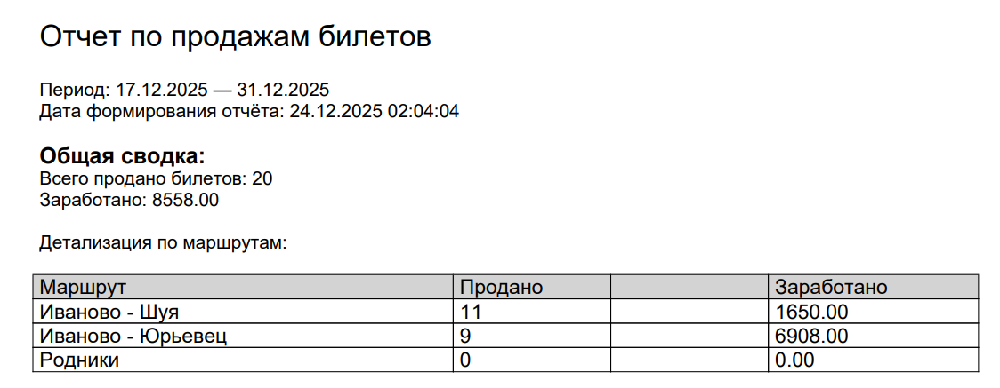 Отчет по продажам билетов
Период: 17.12.2025 — 31.12.2025
Дата формирования отчёта: 24.12.2025 02:04:04
Общая сводка:
Всего продано билетов: 20
Заработано: 8558.00
Детализация по маршрутам:
Маршрут Продано Заработано
Иваново - Шуя 11 1650.00
Иваново - Юрьевец 9 6908.00
Родники 0 0.00